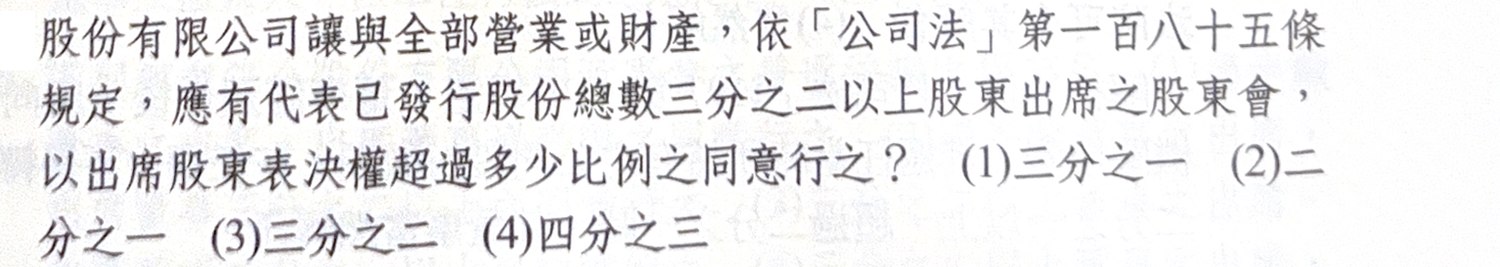 股份有限公司讓與全部營業或財產，依「公司法」第一百八十五條
規定，應有代表已發行股份總數三分之二以上股東出席之股東會，
以出席股東表決權超過多少比例之同意行之？　(1)三分之一　(2)二
分之一　(3)三分之二　(4)四分之三